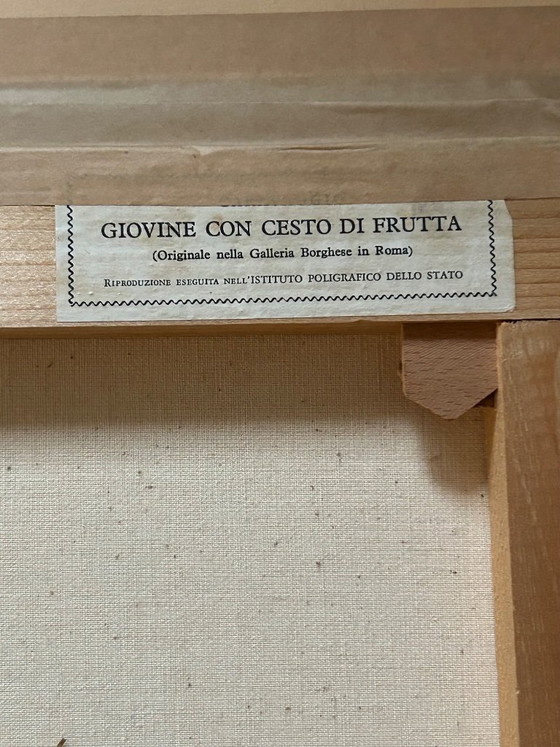 GIOVINE CON CESTO DI FRUTTA
(Originale nella Galleria Borghese in Roma)
RIPRODUZIONE ESEGUITA NELL'ISTITUTO POLIGRAFICO DELLO STATO